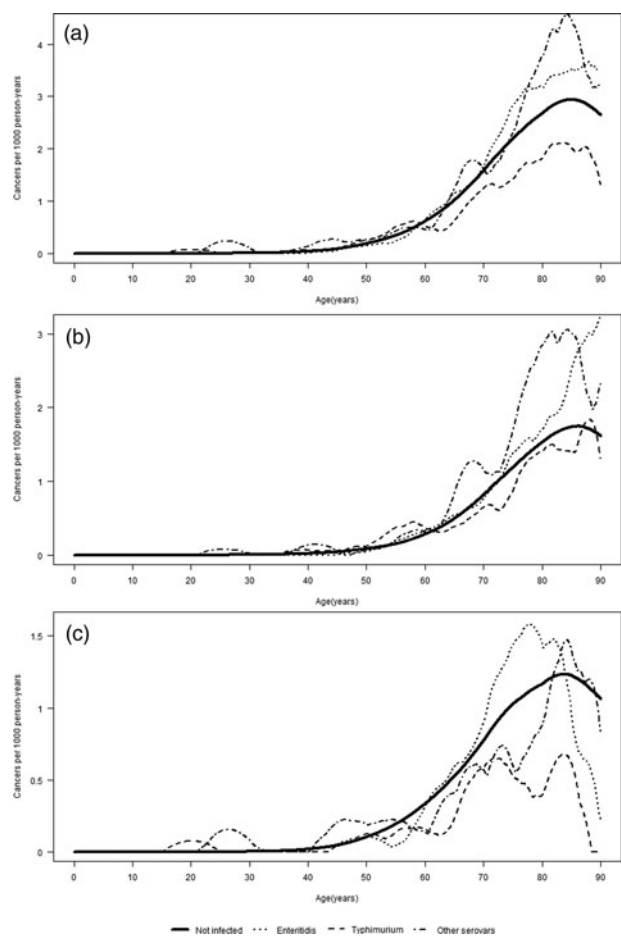 (a)
Cancers per 1000 person-years
4
3
2
1
0
0 10 20 30 40 50 60 70 80 90
Age(years)
(b)
Cancers per 1000 person-years
3
2
1
0
0 10 20 30 40 50 60 70 80 90
Age(years)
(c)
Cancers per 1000 person-years
1.5
1
0.5
0
0 10 20 30 40 50 60 70 80 90
Age(years)
Not infected Enteritidis Typhimurium Other serovars